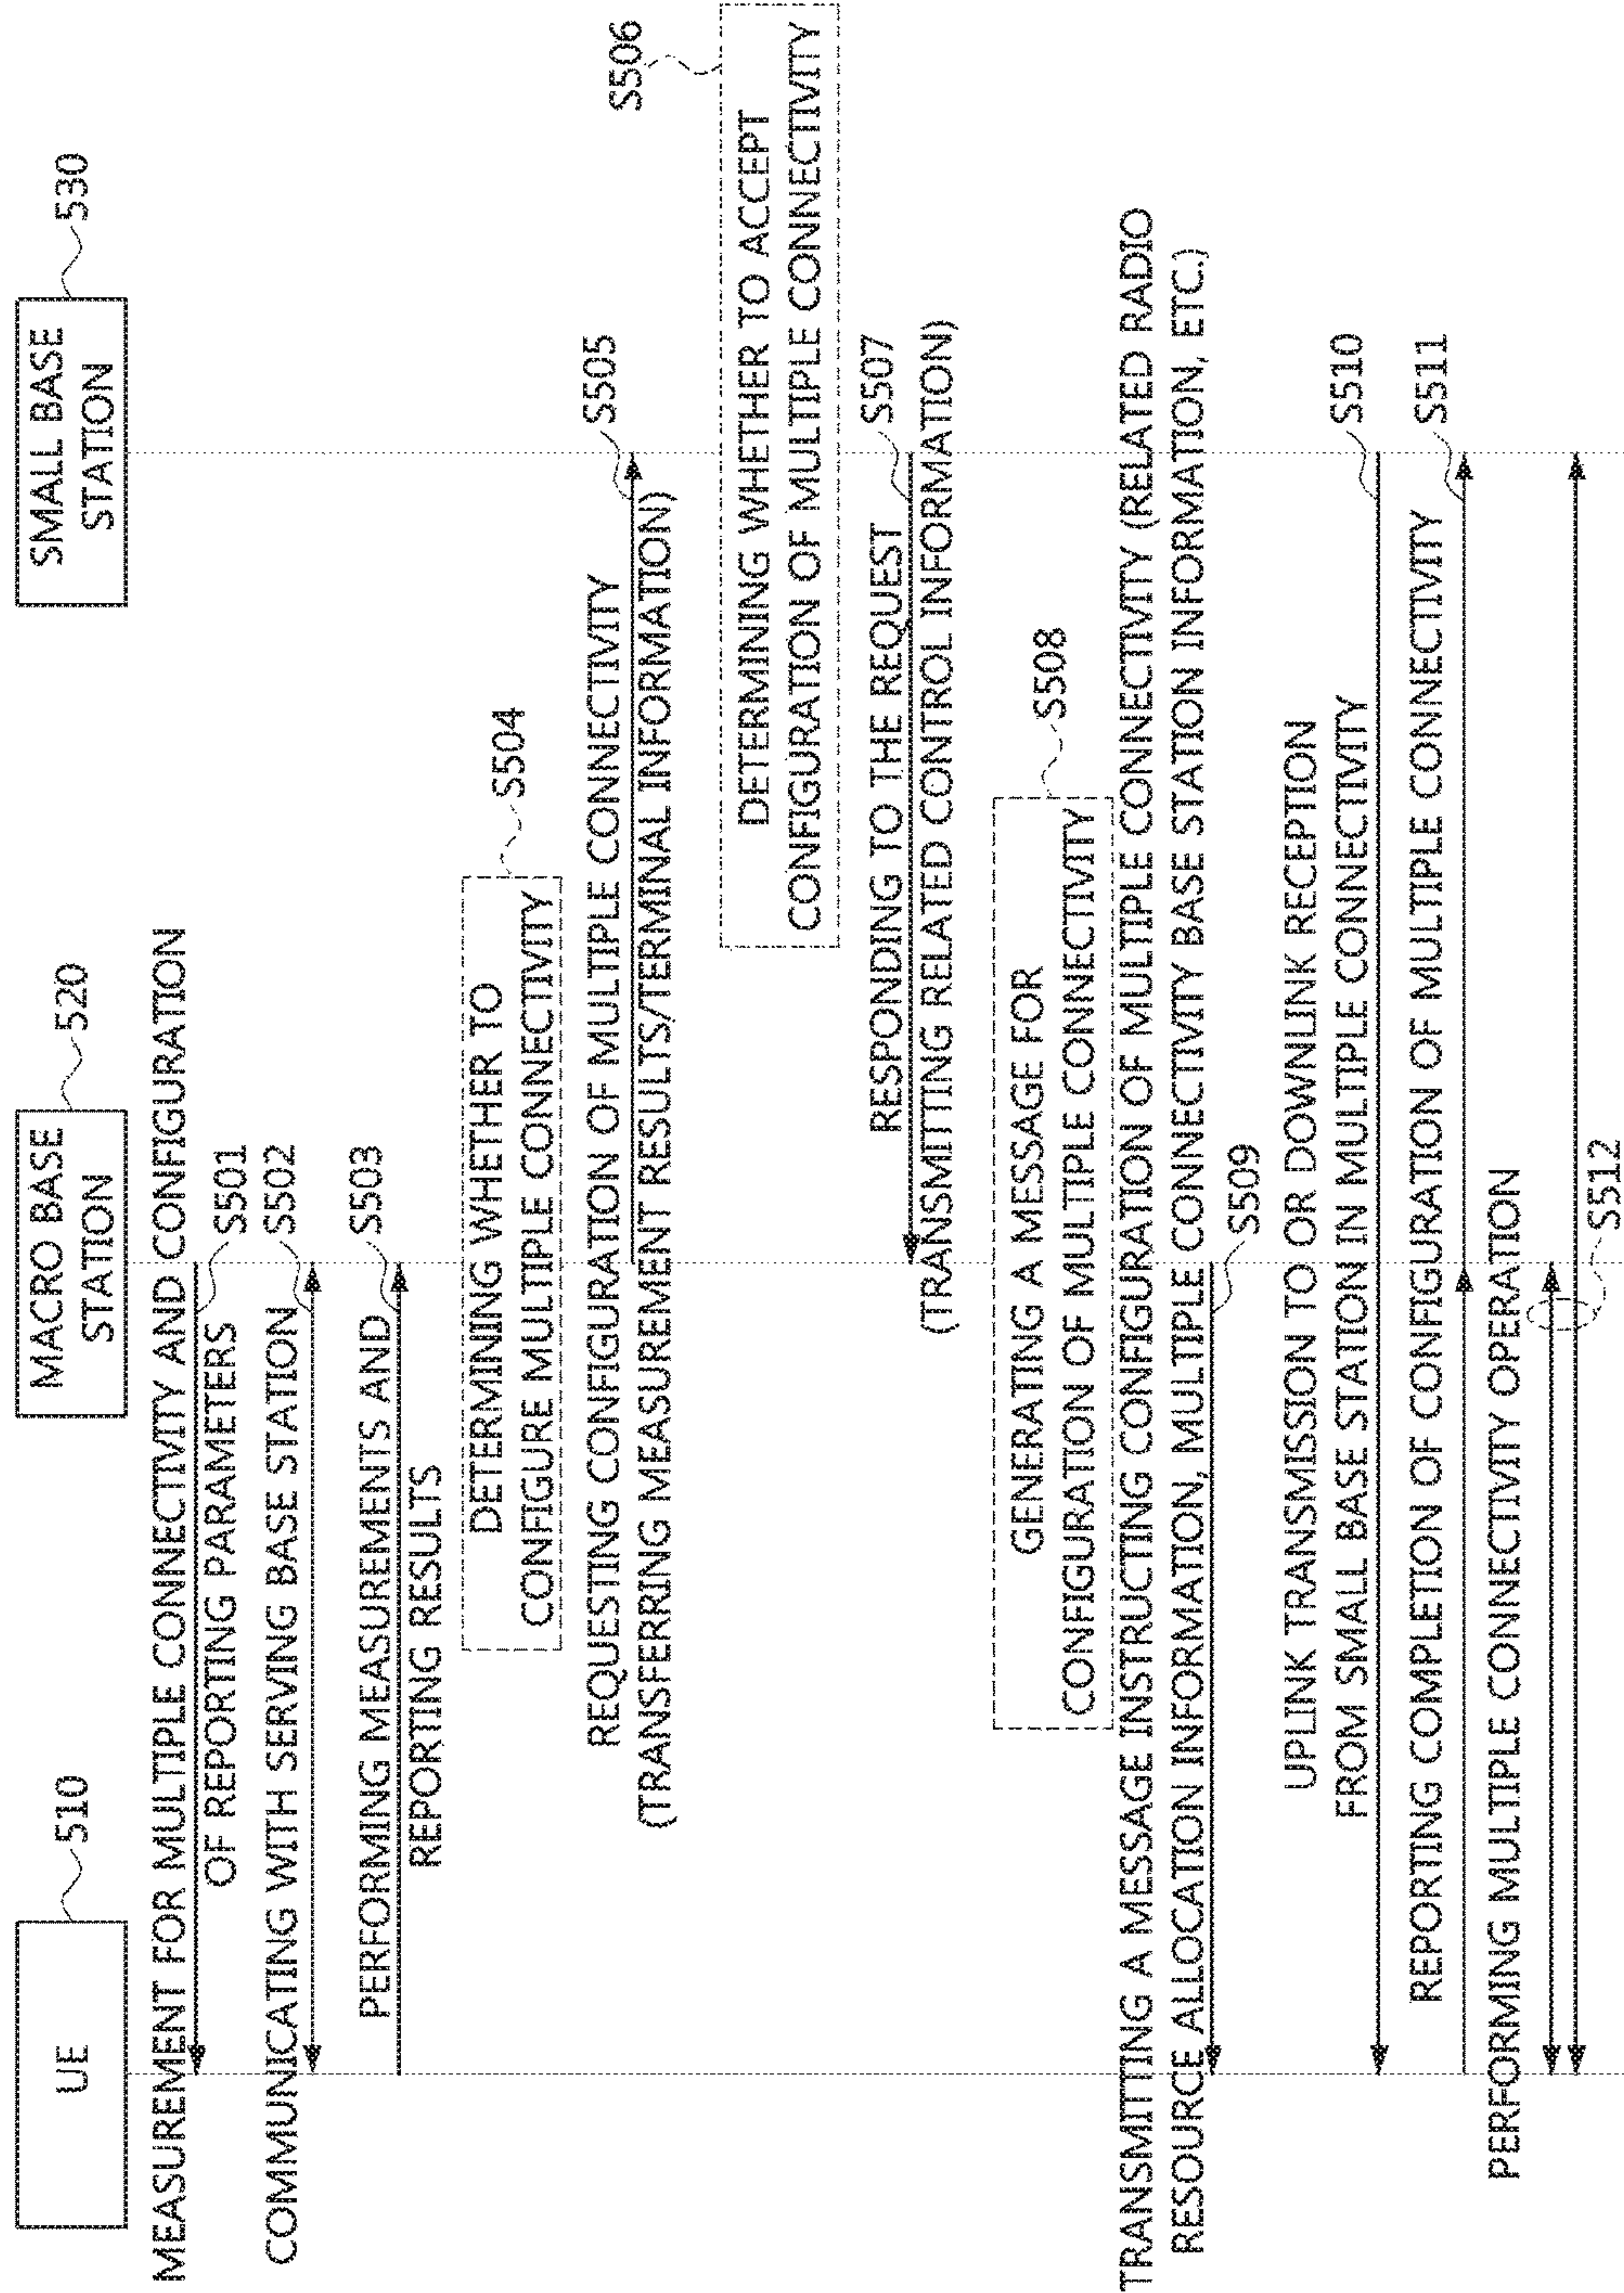 UE
510
MACRO BASE
STATION
520
SMALL BASE
STATION
530
MEASUREMENT FOR MULTIPLE CONNECTIVITY AND CONFIGURATION
OF REPORTING PARAMETERS
S501
COMMUNICATING WITH SERVING BASE STATION
S502
PERFORMING MEASUREMENTS AND
REPORTING RESULTS
S503
DETERMINING WHETHER TO
CONFIGURE MULTIPLE CONNECTIVITY
S504
REQUESTING CONFIGURATION OF MULTIPLE CONNECTIVITY
(TRANSFERRING MEASUREMENT RESULTS/TERMINAL INFORMATION)
S505
DETERMINING WHETHER TO ACCEPT
CONFIGURATION OF MULTIPLE CONNECTIVITY
S506
RESPONDING TO THE REQUEST
(TRANSMITTING RELATED CONTROL INFORMATION)
S507
GENERATING A MESSAGE FOR
CONFIGURATION OF MULTIPLE CONNECTIVITY
S508
TRANSMITTING A MESSAGE INSTRUCTING CONFIGURATION OF MULTIPLE CONNECTIVITY (RELATED RADIO
RESOURCE ALLOCATION INFORMATION, MULTIPLE CONNECTIVITY BASE STATION INFORMATION, ETC.)
S509
UPLINK TRANSMISSION TO OR DOWNLINK RECEPTION
FROM SMALL BASE STATION IN MULTIPLE CONNECTIVITY
S510
REPORTING COMPLETION OF CONFIGURATION OF MULTIPLE CONNECTIVITY
S511
PERFORMING MULTIPLE CONNECTIVITY OPERATION
S512